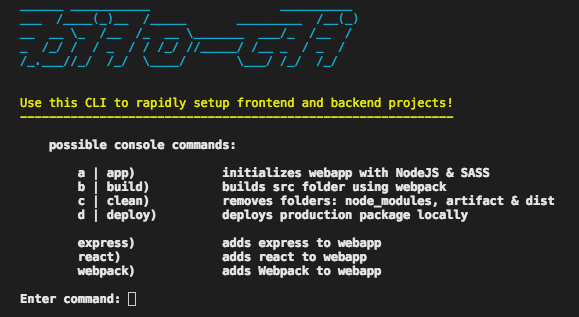 Use this CLI to rapidly setup frontend and backend projects!
possible console commands:
a | app) initializes webapp with NodeJS & SASS
b | build) builds src folder using webpack
c | clean) removes folders: node_modules, artifact & dist
d | deploy) deploys production package locally
express) adds express to webapp
react) adds react to webapp
webpack) adds Webpack to webapp
Enter command: